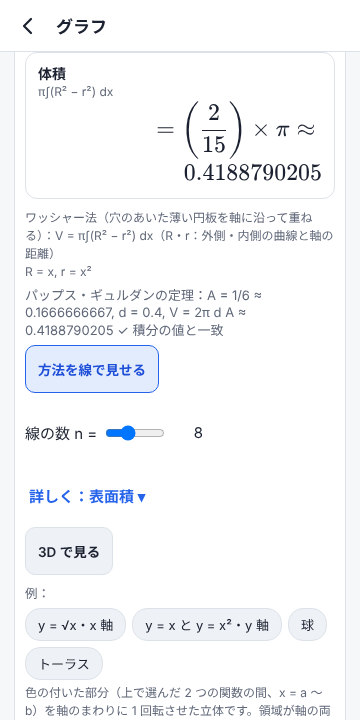 グラフ
体積
π∫(R² − r²) dx
= (2/15) × π ≈
0.4188790205
ワッシャー法（穴のあいた薄い円板を軸に沿って重ね
る）：V = π∫(R² − r²) dx（R・r：外側・内側の曲線と軸の
距離）
R = x, r = x²
パップス・ギュルダンの定理：A = 1/6 ≈
0.1666666667, d = 0.4, V = 2π d A ≈
0.4188790205 ✓ 積分の値と一致
方法を線で見せる
線の数 n = 8
詳しく：表面積 ▾
3D で見る
例：
y = √x・x 軸
y = x と y = x²・y 軸
球
トーラス
色の付いた部分（上で選んだ 2 つの関数の間、x = a 〜
b）を軸のまわりに 1 回転させた立体です。領域が軸の両